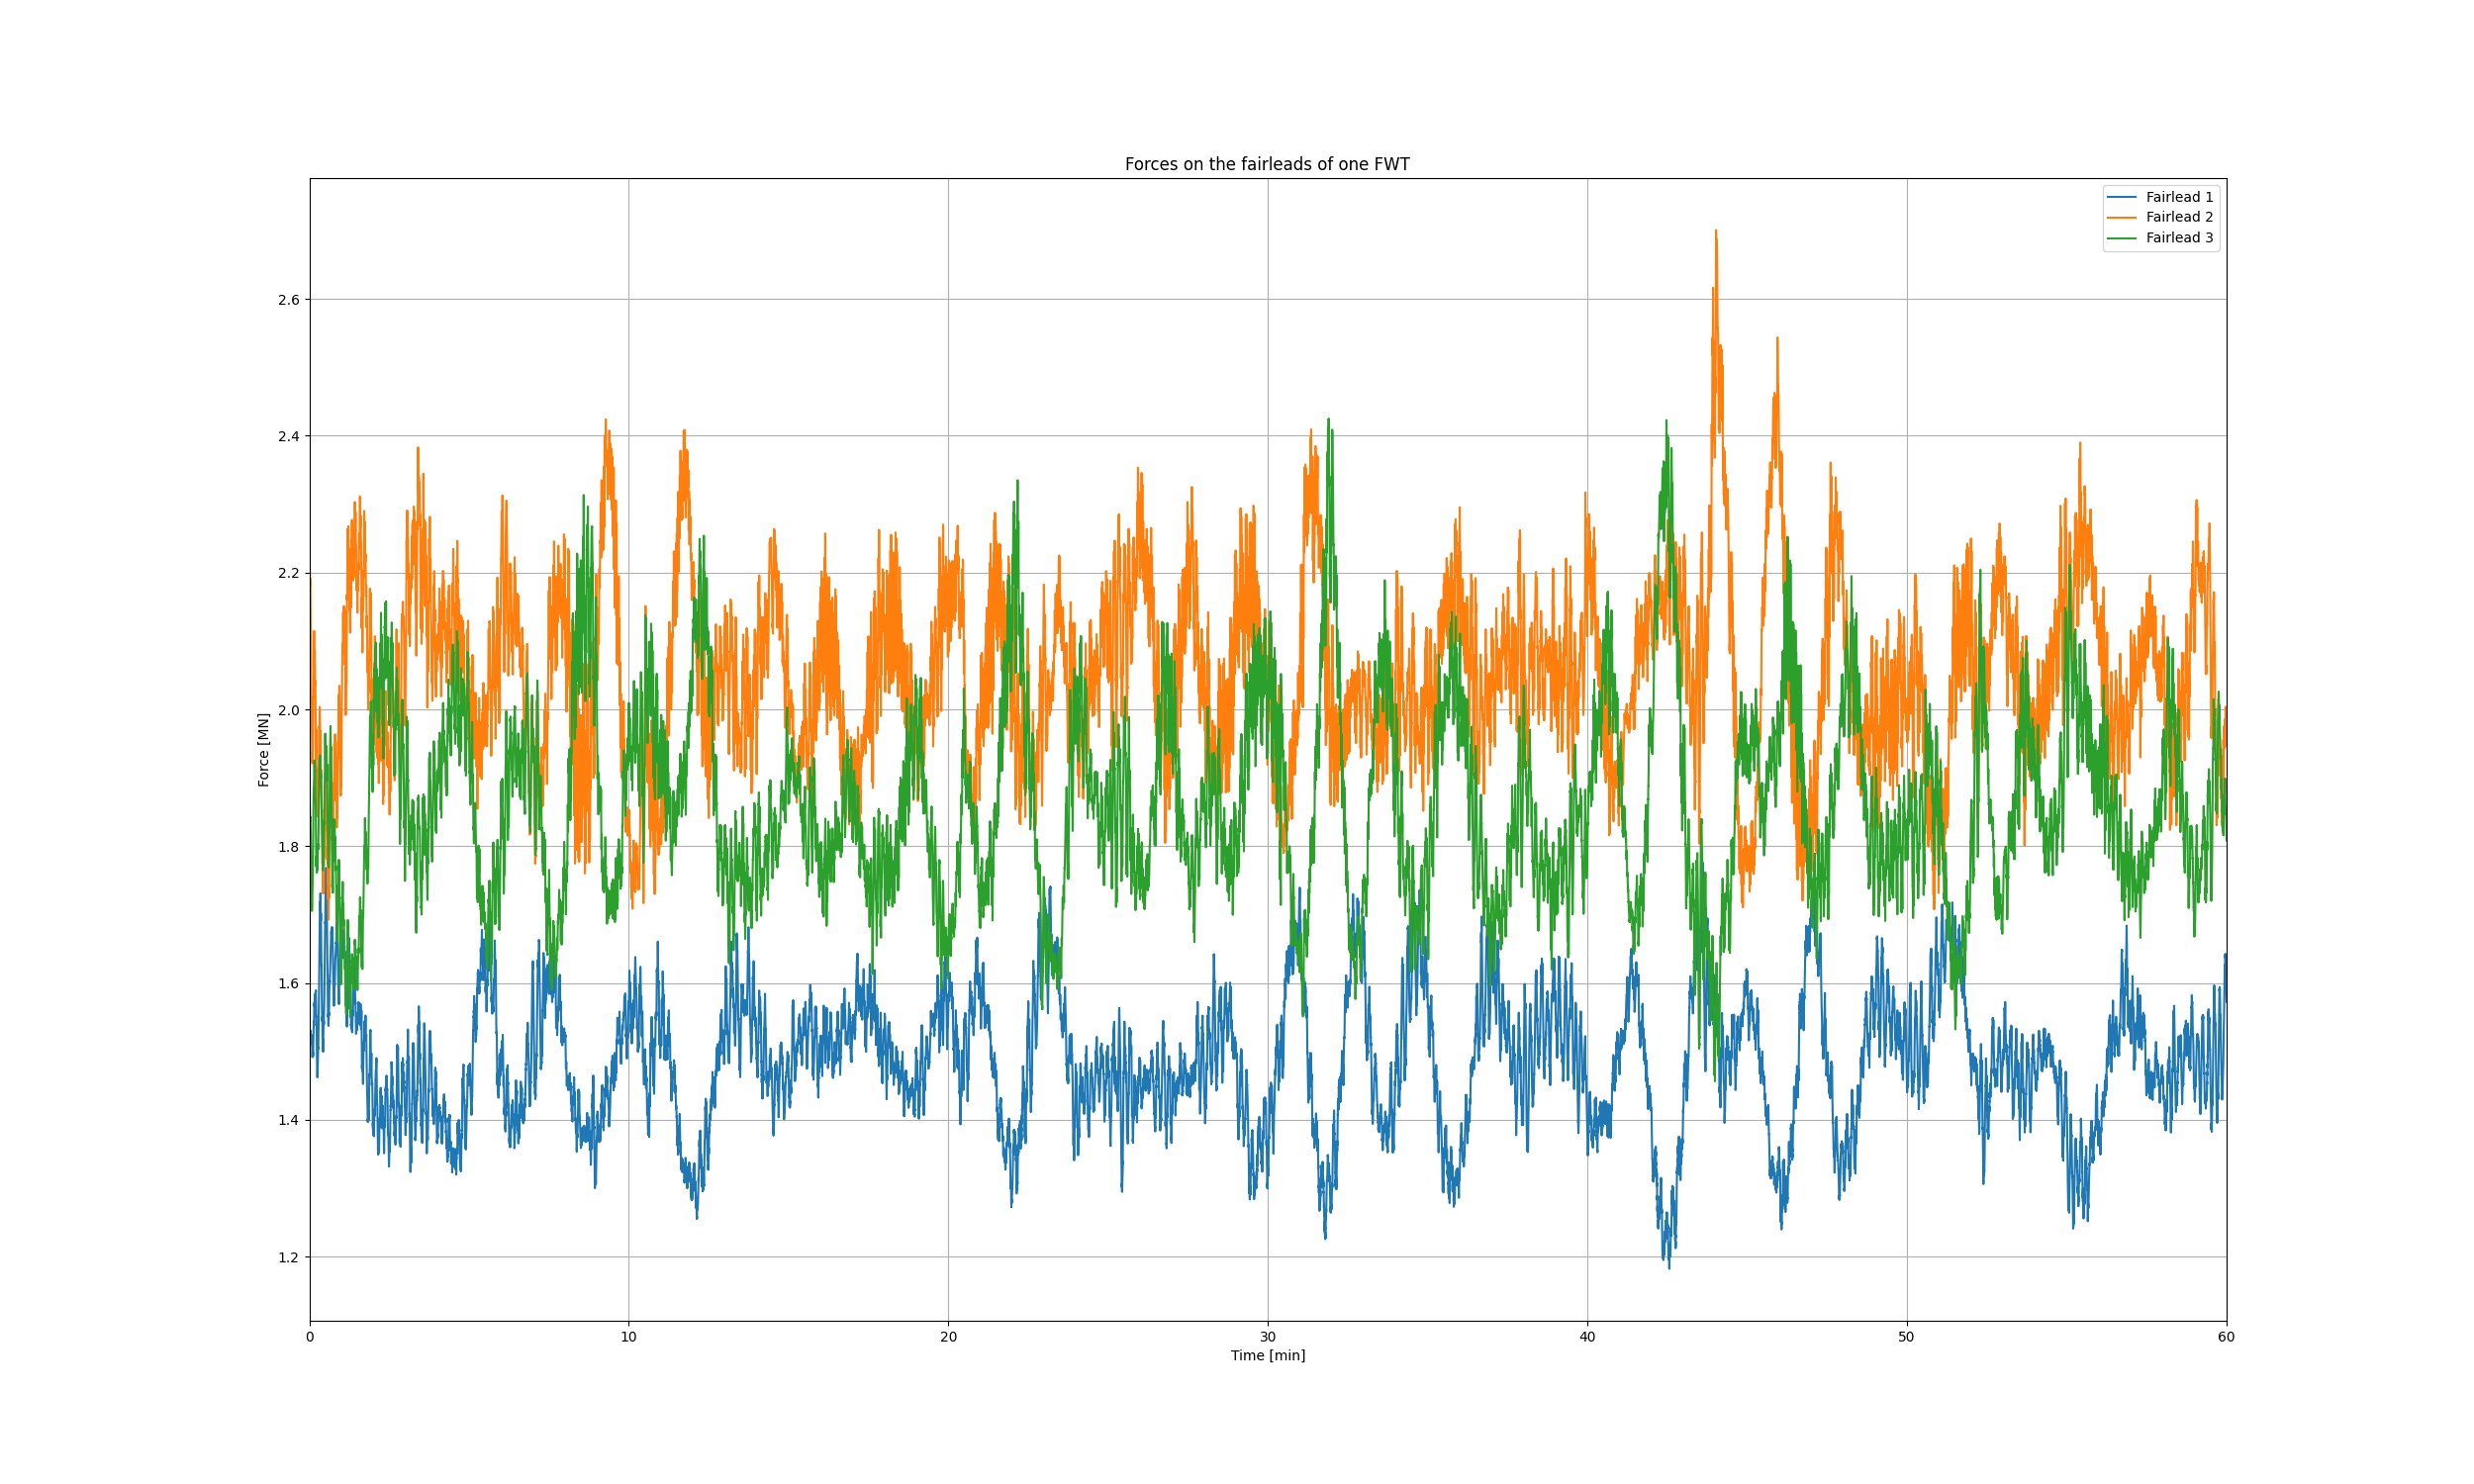 Forces on the fairleads of one FWT
Fairlead 1
Fairlead 2
Fairlead 3
Force [MN]
2.6
2.4
2.2
2.0
1.8
1.6
1.4
1.2
0 10 20 30 40 50 60
Time [min]